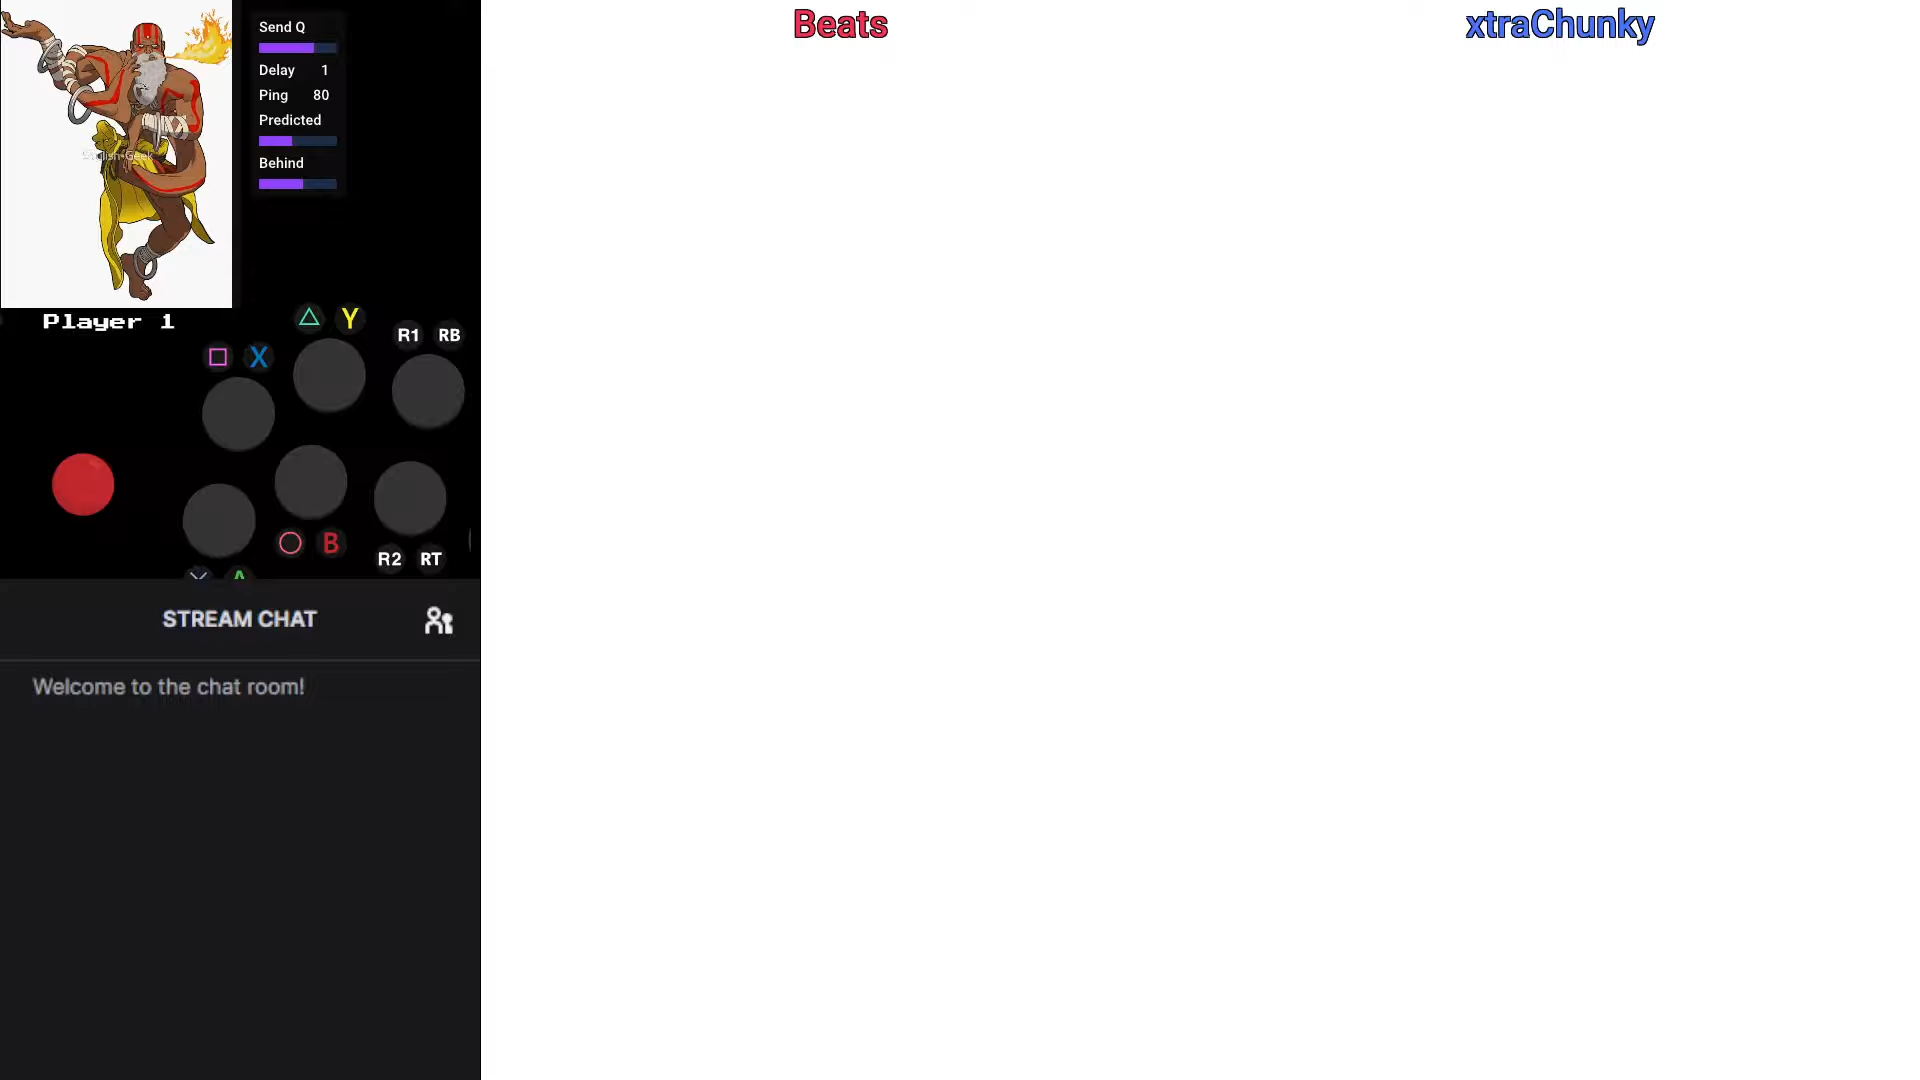 Beats
xtraChunky
Send Q
Delay 1
Ping 80
Predicted
Behind
Player 1
Y
R1 RB
X
B
R2 RT
A
STREAM CHAT
Welcome to the chat room!